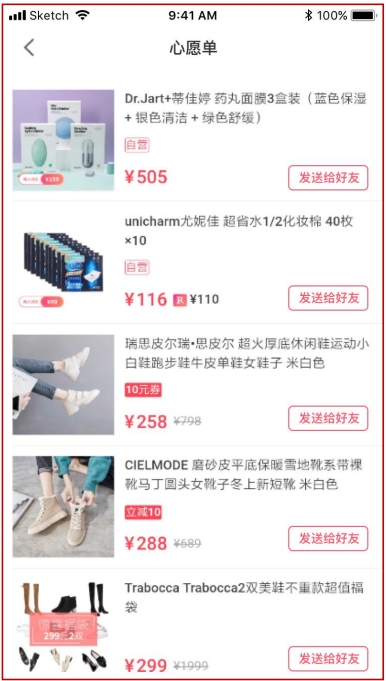 Sketch
9:41 AM
100%
心愿单
Dr.Jart+蒂佳婷 药丸面膜3盒装（蓝色保湿
+ 银色清洁 + 绿色舒缓）
自营
¥505
发送给好友
unicharm尤妮佳 超省水1/2化妆棉 40枚
×10
自营
¥116 R ¥110
发送给好友
瑞思皮尔瑞•思皮尔 超火厚底休闲鞋运动小
白鞋跑步鞋牛皮单鞋女鞋子 米白色
10元券
¥258 ¥798
发送给好友
CIELMODE 磨砂皮平底保暖雪地靴系带裸
靴马丁圆头女靴子冬上新短靴 米白色
立减10
¥288 ¥689
发送给好友
Trabocca Trabocca2双美鞋不重款超值福
袋
299元2双
¥299 ¥1999
发送给好友